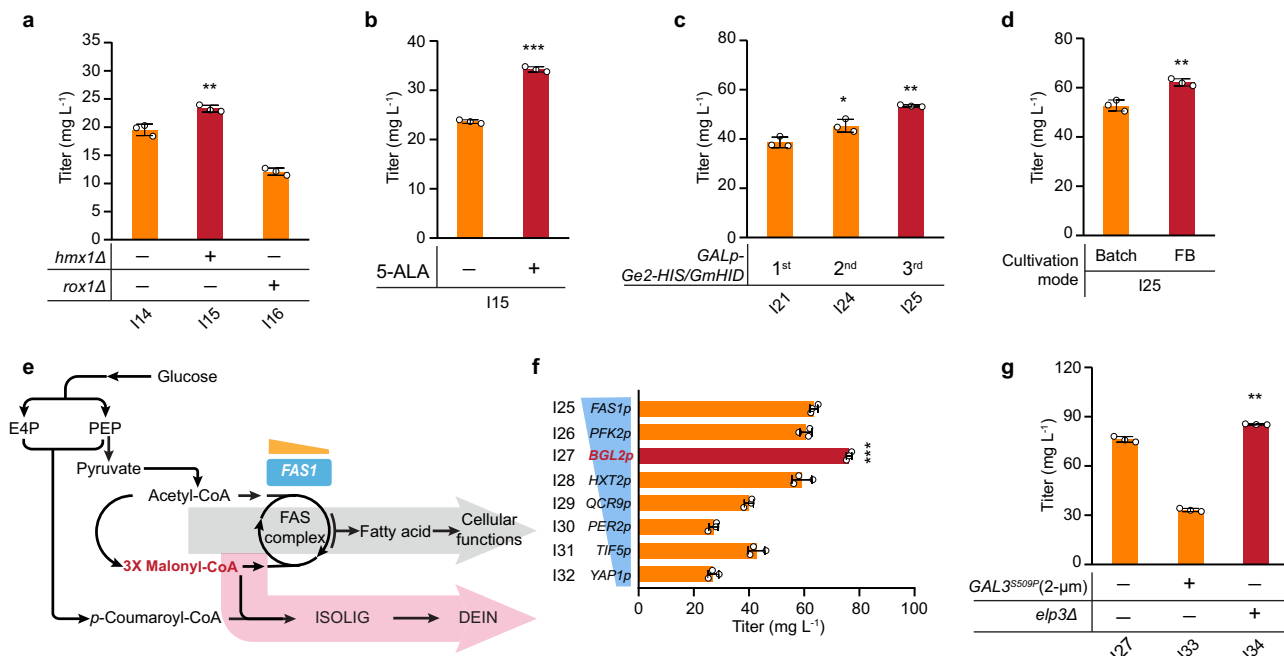 a
35
30
25
20
15
10
5
0
Titer (mg L⁻¹)
**
hmx1Δ – + –
rox1Δ – – +
I14 I15 I16
b
40
30
20
10
0
Titer (mg L⁻¹)
***
5-ALA – +
I15
c
80
60
40
20
0
Titer (mg L⁻¹)
*
**
GALp-
Ge2-HIS/GmHID 1st 2nd 3rd
I21 I24 I25
d
80
60
40
20
0
Titer (mg L⁻¹)
**
Cultivation
mode
Batch FB
I25
e
Glucose
E4P PEP
Pyruvate
Acetyl-CoA
FAS1
FAS
complex
Fatty acid
Cellular
functions
3X Malonyl-CoA
p-Coumaroyl-CoA ISOLIG DEIN
f
I25 FAS1p
I26 PFK2p
I27 BGL2p ***
I28 HXT2p
I29 QCR9p
I30 PER2p
I31 TIF5p
I32 YAP1p
0 20 40 60 80 100
Titer (mg L⁻¹)
g
120
90
60
30
0
Titer (mg L⁻¹)
**
GAL3S509P(2-μm) – + –
elp3Δ – – +
I27 I33 I34